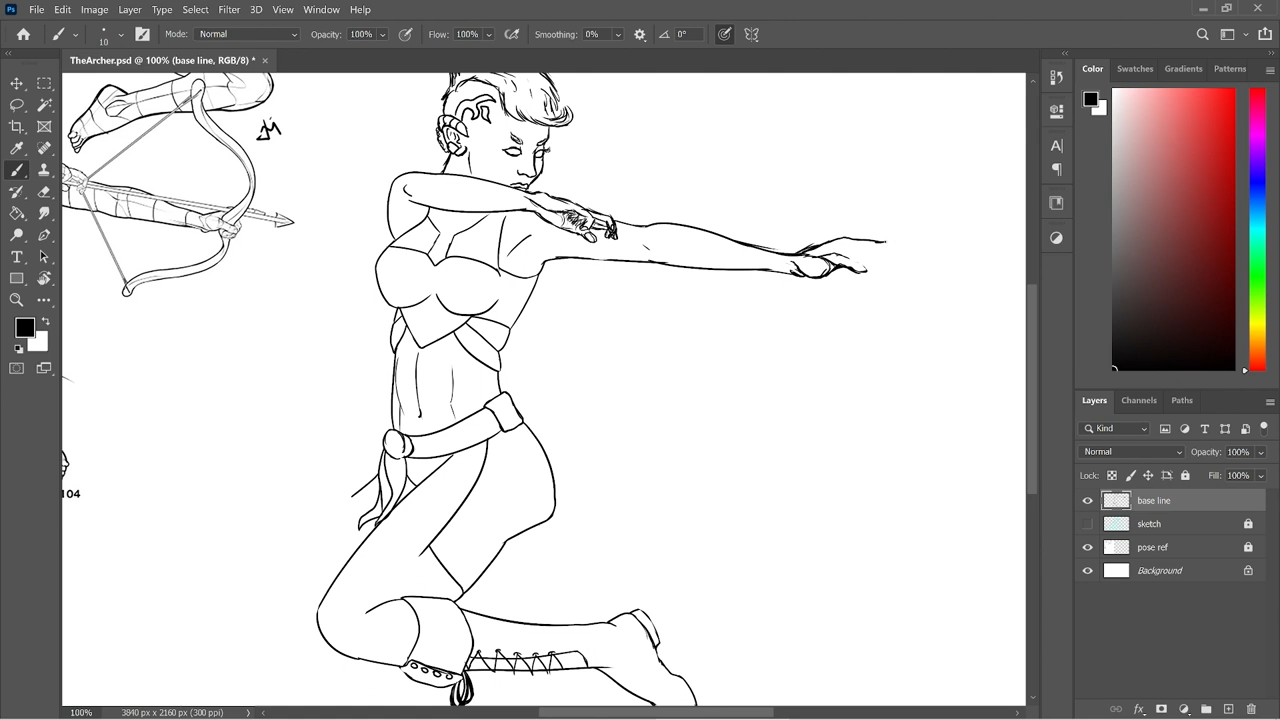 Ps File Edit Image Layer Type Select Filter 3D View Window Help
10 Mode: Normal Opacity: 100% Flow: 100% Smoothing: 0% 0°
TheArcher.psd @ 100% (base line, RGB/8) * ×
Color Swatches Gradients Patterns
104
Layers Channels Paths
Kind
Normal Opacity: 100%
Lock: Fill: 100%
base line
sketch
pose ref
Background
100% 3840 px x 2160 px (300 ppi)